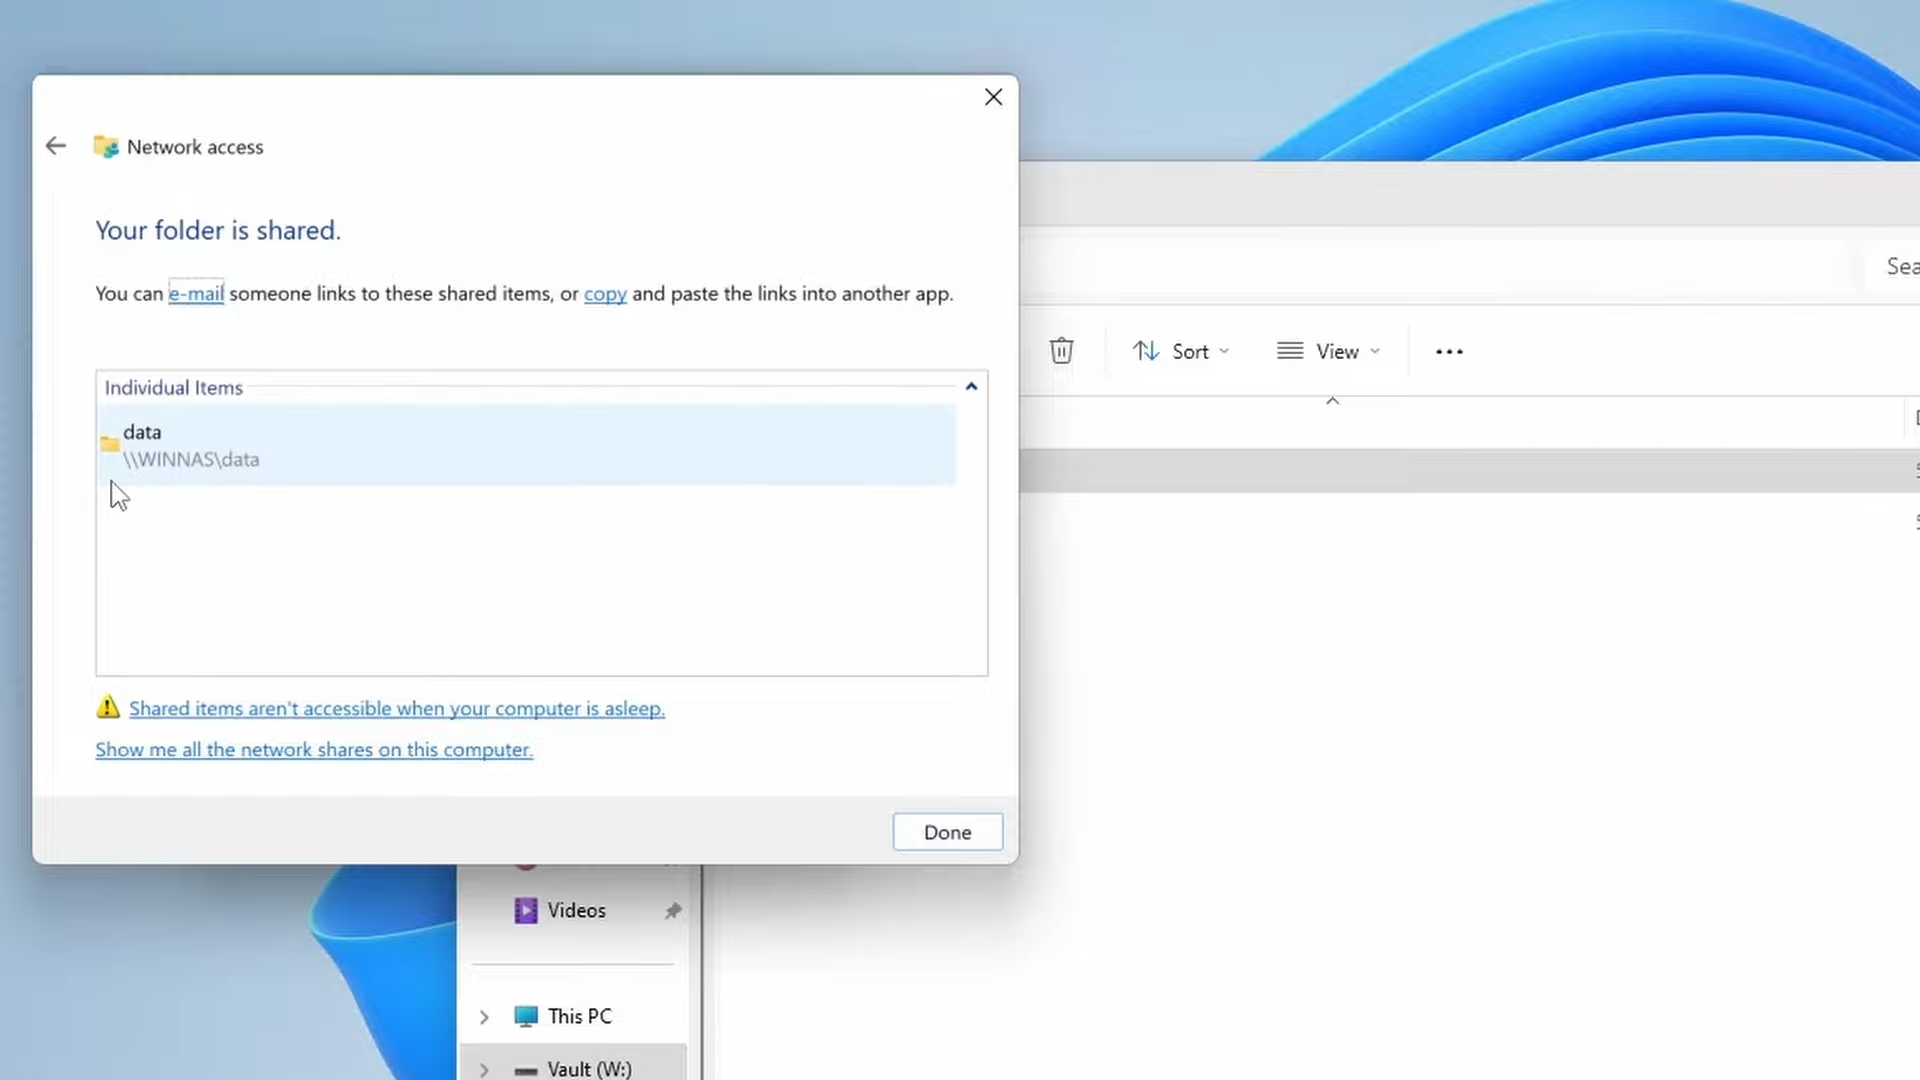 Network access
Your folder is shared.
You can e-mail someone links to these shared items, or copy and paste the links into another app.
Individual Items
data
\\WINNAS\data
Shared items aren't accessible when your computer is asleep.
Show me all the network shares on this computer.
Done
Sort
View
Videos
This PC
Vault (W:)